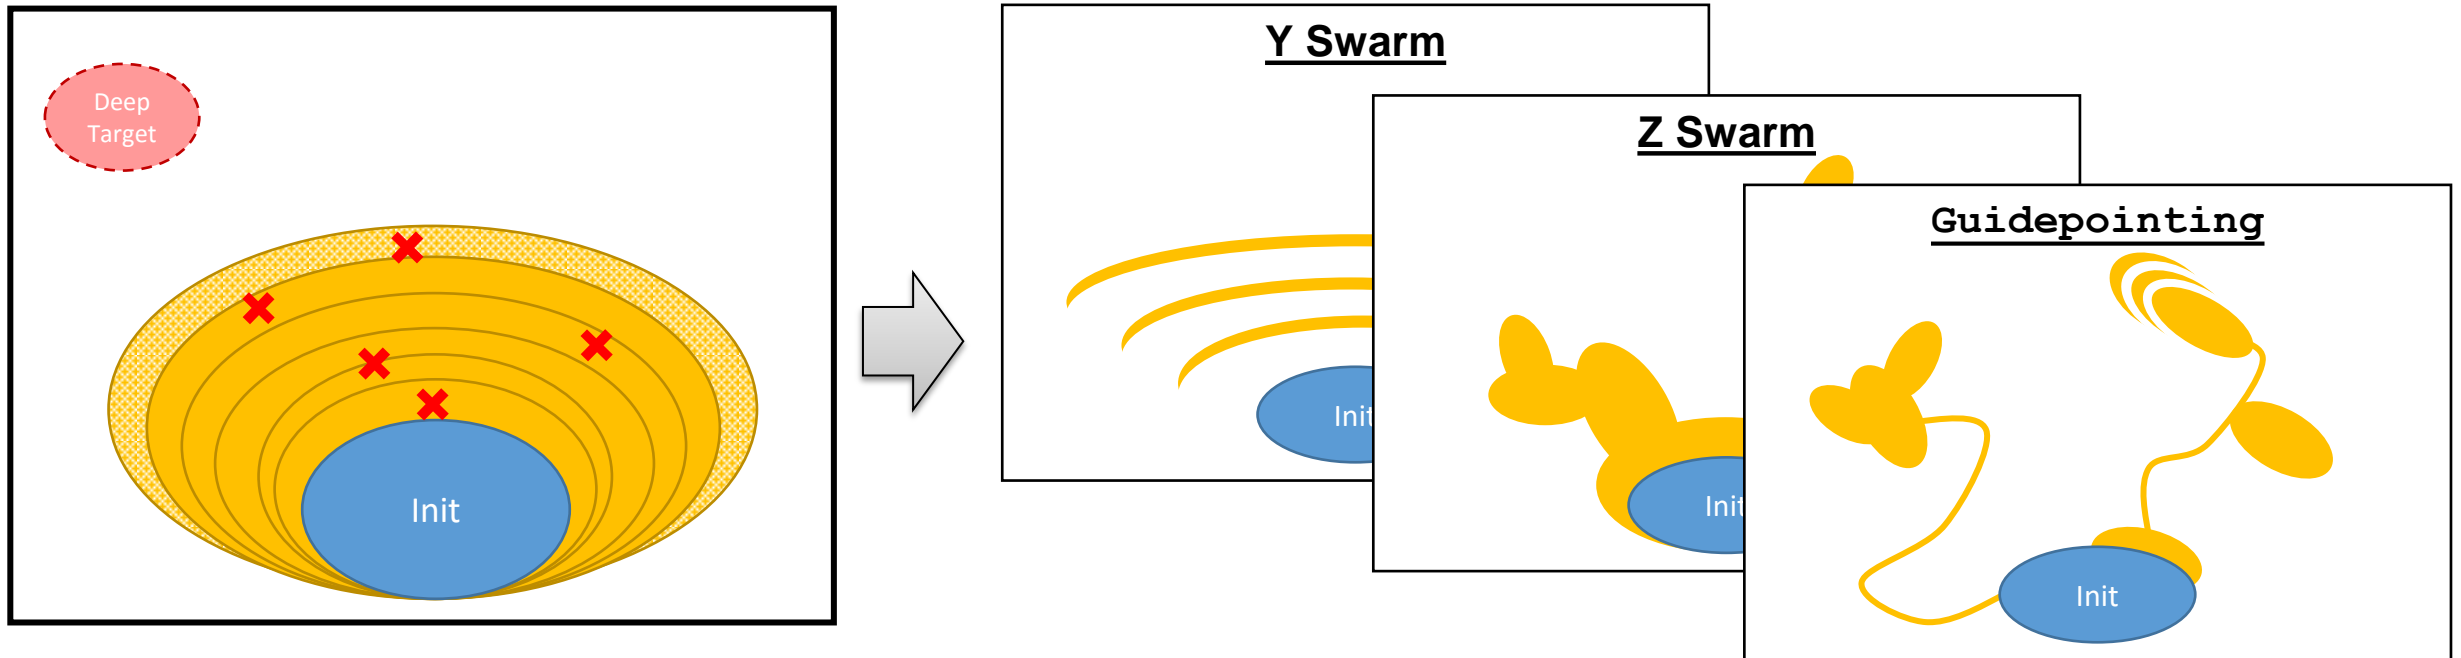 Deep
Target
Init
Y Swarm
Init
Z Swarm
Init
Guidepointing
Init